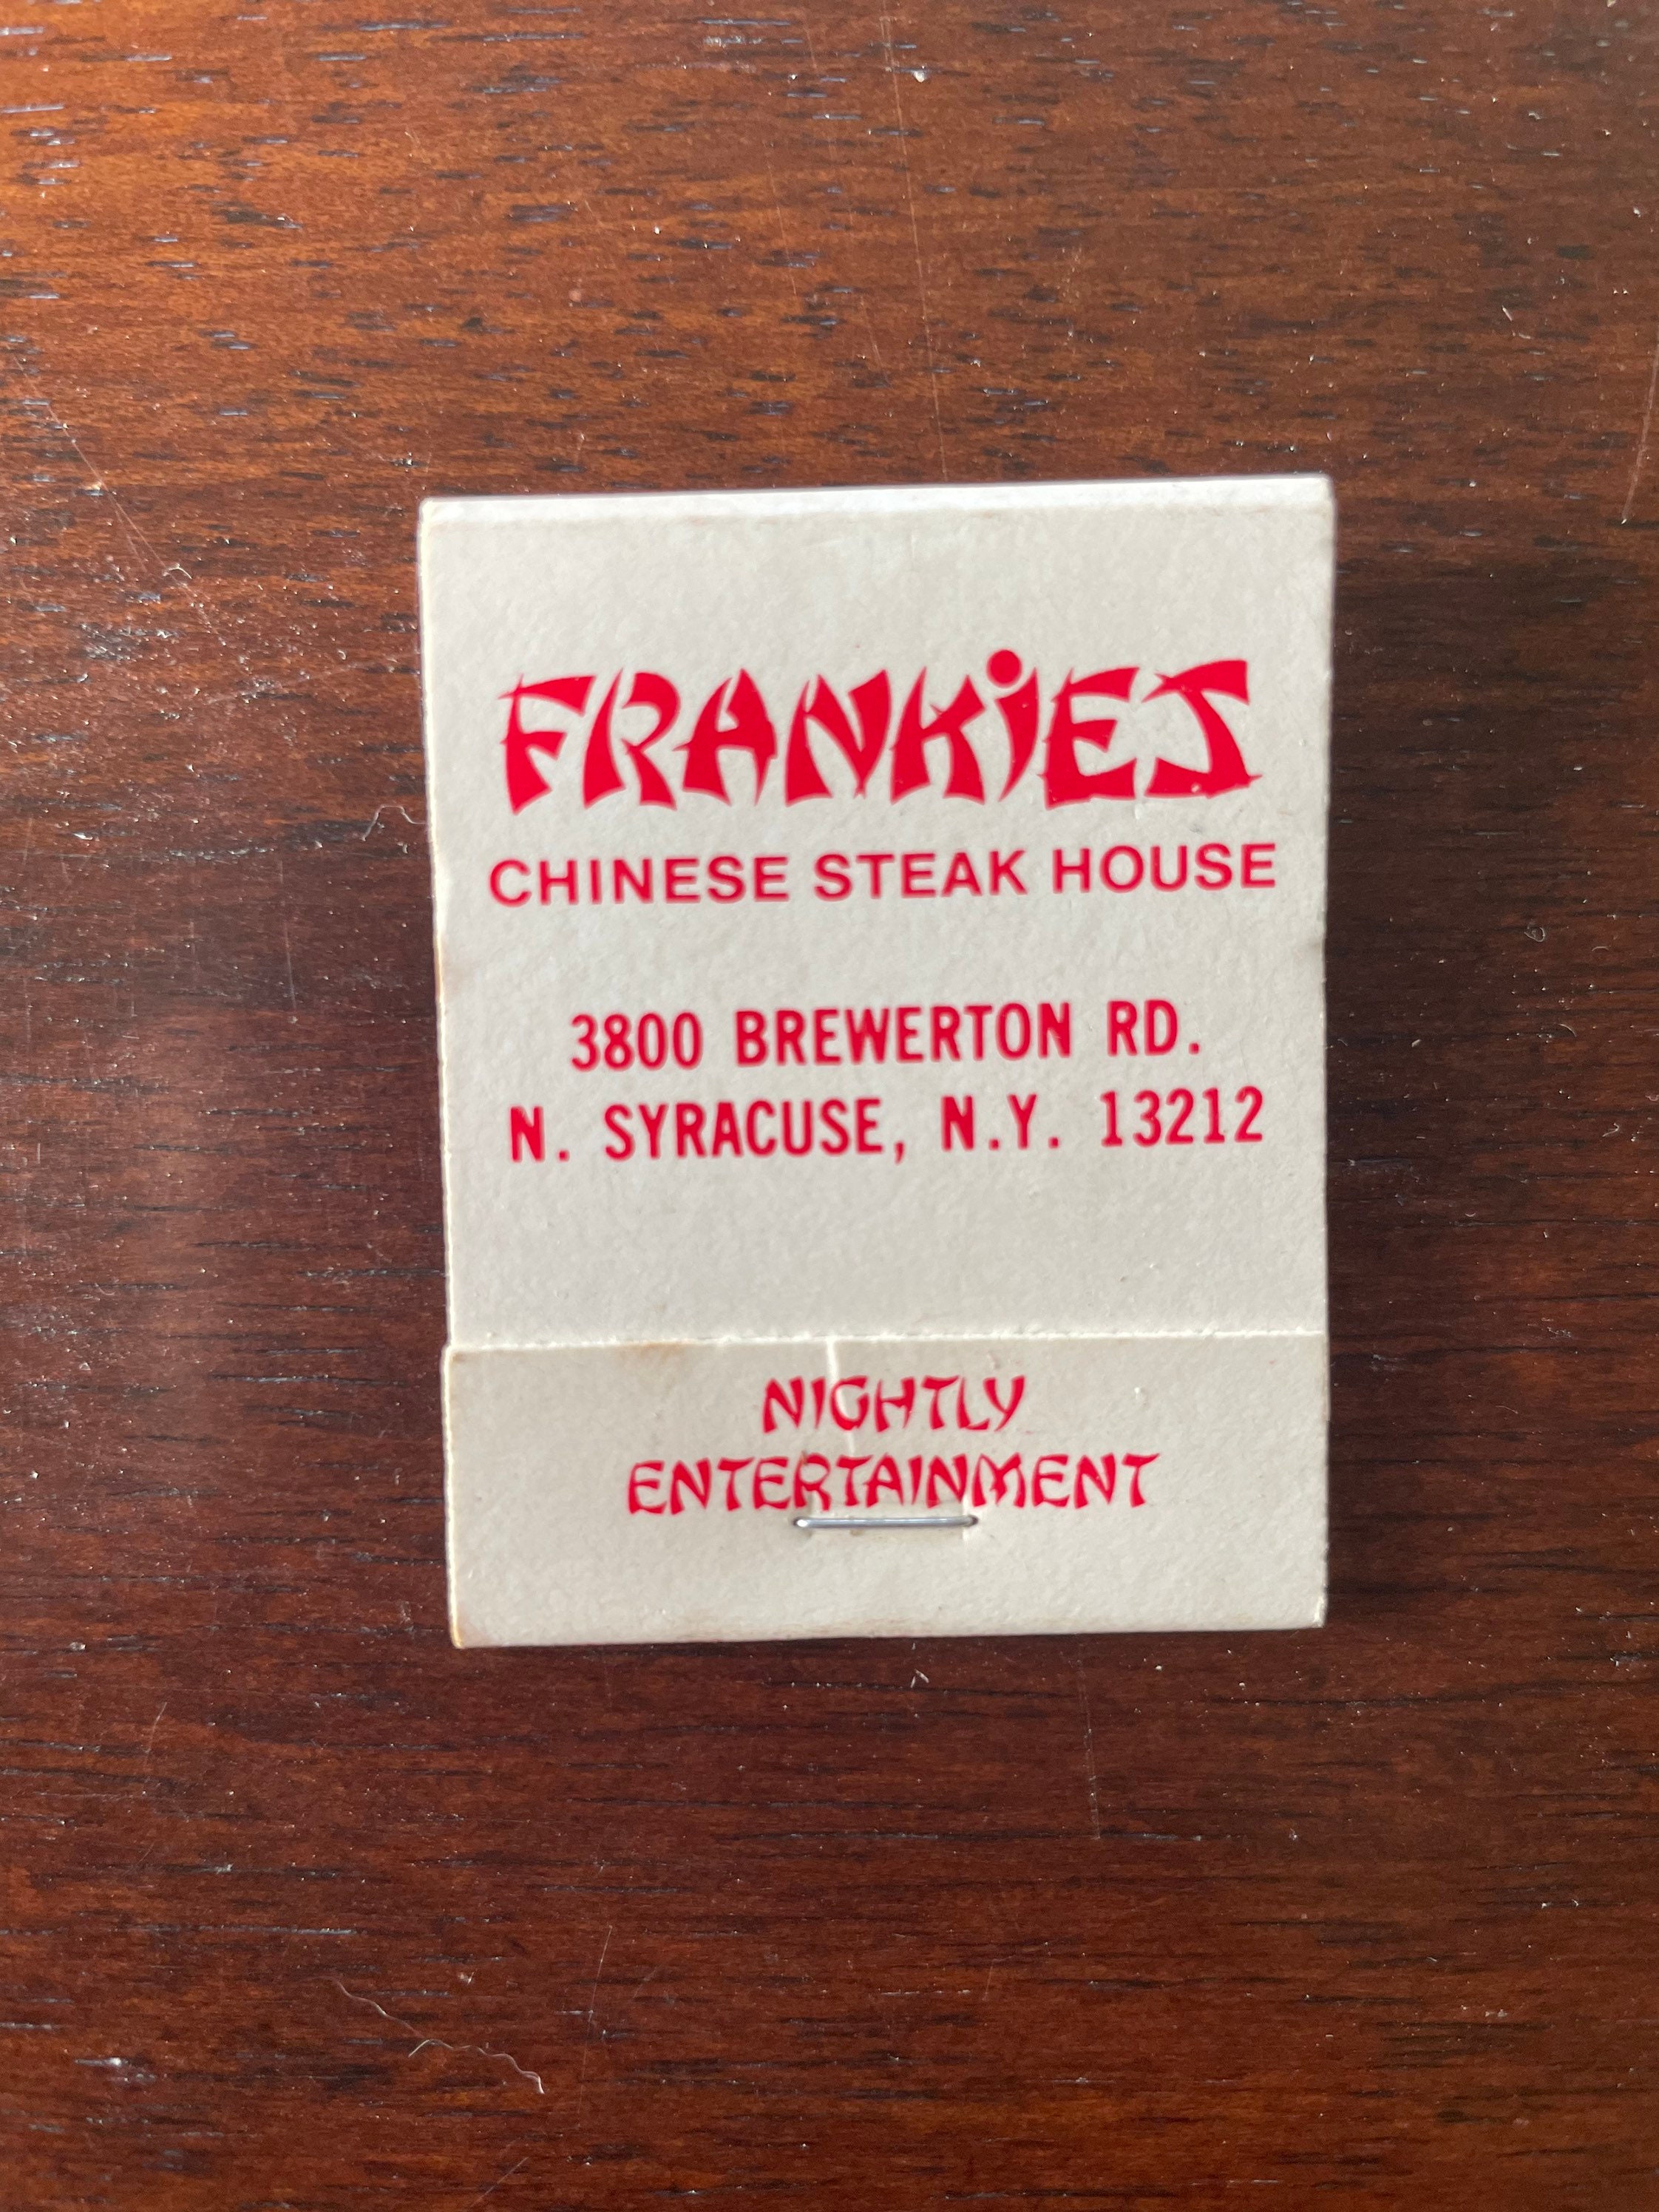 FRANKiES
CHINESE STEAK HOUSE
3800 BREWERTON RD.
N. SYRACUSE, N.Y. 13212
NIGHTLY
ENTERTAINMENT